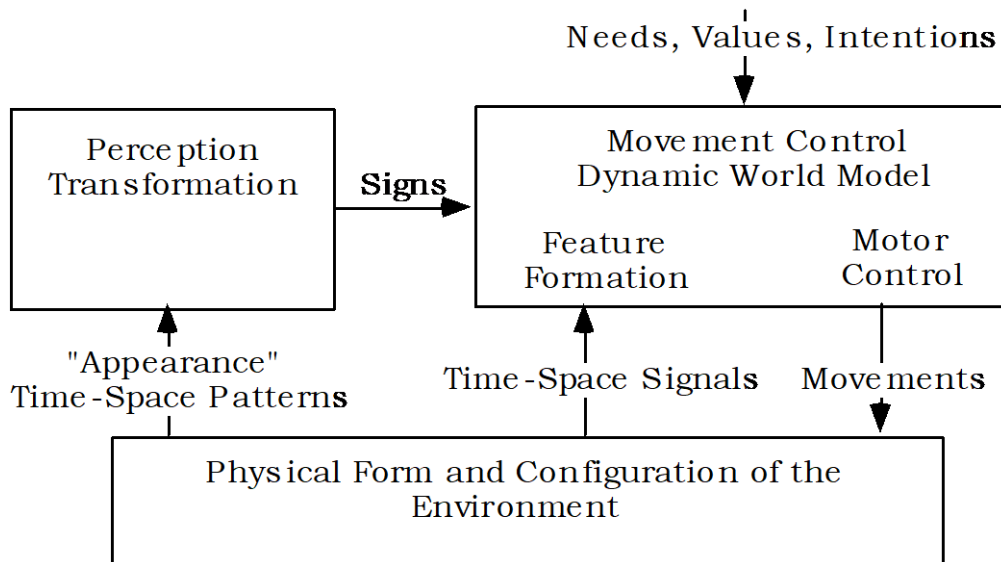 Needs, Values, Intentions
Perception
Transformation
Signs
Movement Control
Dynamic World Model
Feature
Formation
Motor
Control
"Appearance"
Time-Space Patterns
Time-Space Signals
Movements
Physical Form and Configuration of the
Environment